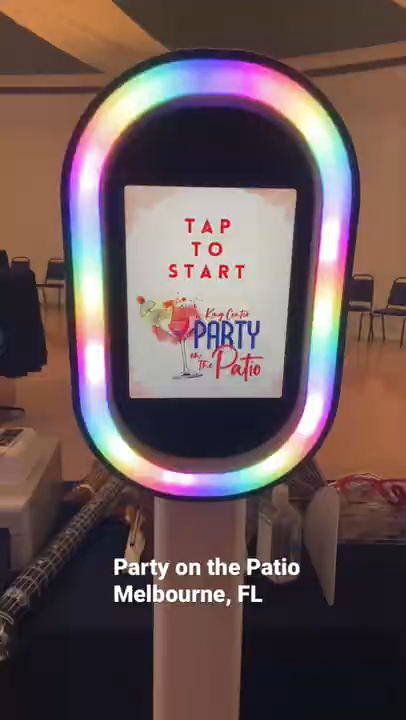 TAP
TO
START
King Center
PARTY
on the Patio
Party on the Patio
Melbourne, FL